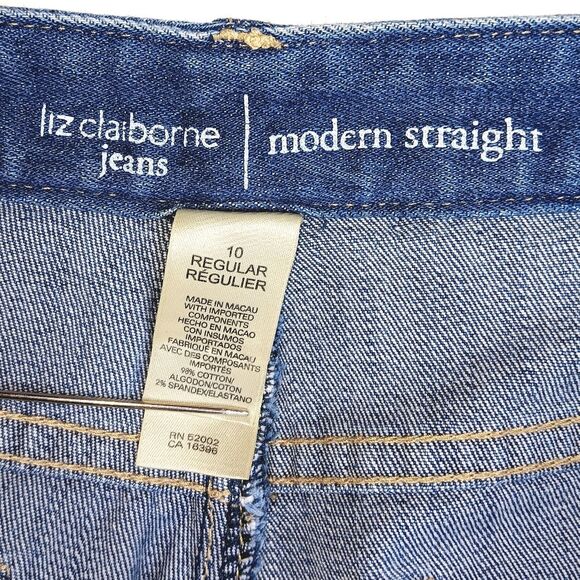 liz claiborne
jeans
modern straight
10
REGULAR
RÉGULIER
MADE IN MACAU
WITH IMPORTED
COMPONENTS
HECHO EN MACAO
CON INSUMOS
IMPORTADOS
FABRIQUÉ EN MACAU
AVEC DES COMPOSANTS
IMPORTÉS
98% COTTON/
ALGODON/COTON
2% SPANDEX/ELASTANO
RN 52002
CA 16396